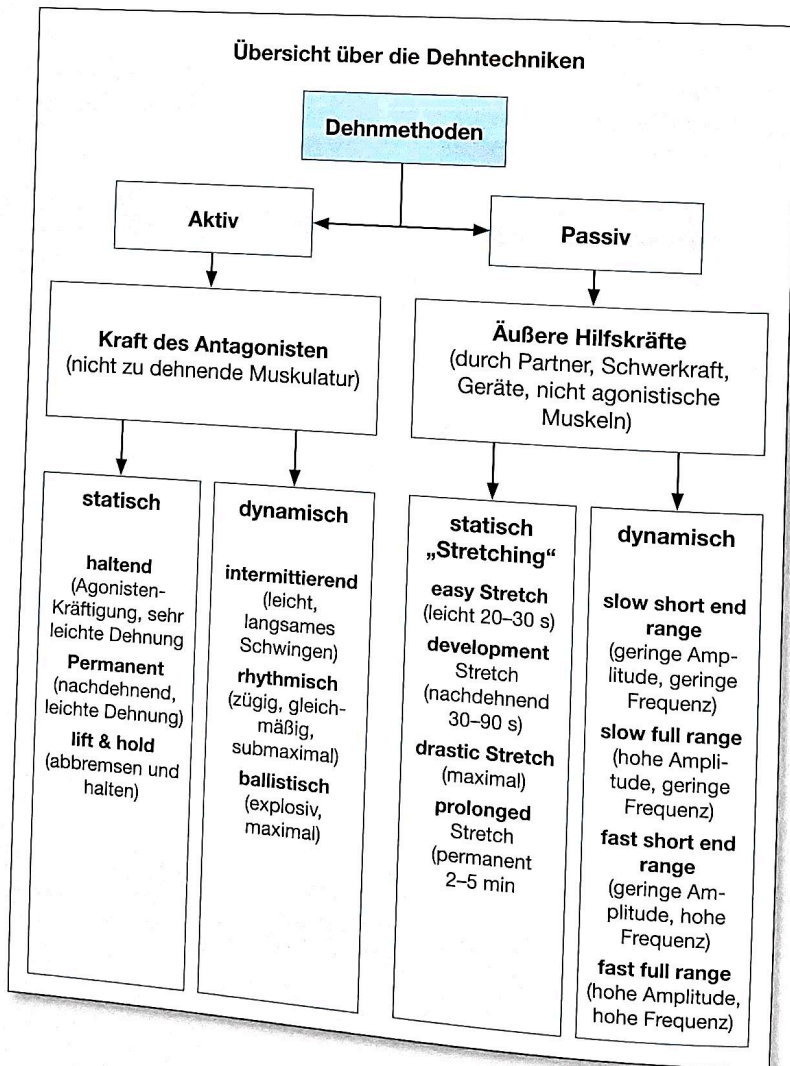 Übersicht über die Dehntechniken
Dehnmethoden
Aktiv
Passiv
Kraft des Antagonisten
(nicht zu dehnende Muskulatur)
Äußere Hilfskräfte
(durch Partner, Schwerkraft,
Geräte, nicht agonistische
Muskeln)
statisch
haltend
(Agonisten-
Kräftigung, sehr
leichte Dehnung
Permanent
(nachdehnend,
leichte Dehnung)
lift & hold
(abbremsen und
halten)
dynamisch
intermittierend
(leicht,
langsames
Schwingen)
rhythmisch
(zügig, gleich-
mäßig,
submaximal)
ballistisch
(explosiv,
maximal)
statisch
„Stretching“
easy Stretch
(leicht 20–30 s)
development
Stretch
(nachdehnend
30–90 s)
drastic Stretch
(maximal)
prolonged
Stretch
(permanent
2–5 min
dynamisch
slow short end
range
(geringe Amp-
litude, geringe
Frequenz)
slow full range
(hohe Ampli-
tude, geringe
Frequenz)
fast short end
range
(geringe Am-
plitude, hohe
Frequenz)
fast full range
(hohe Amplitude,
hohe Frequenz)